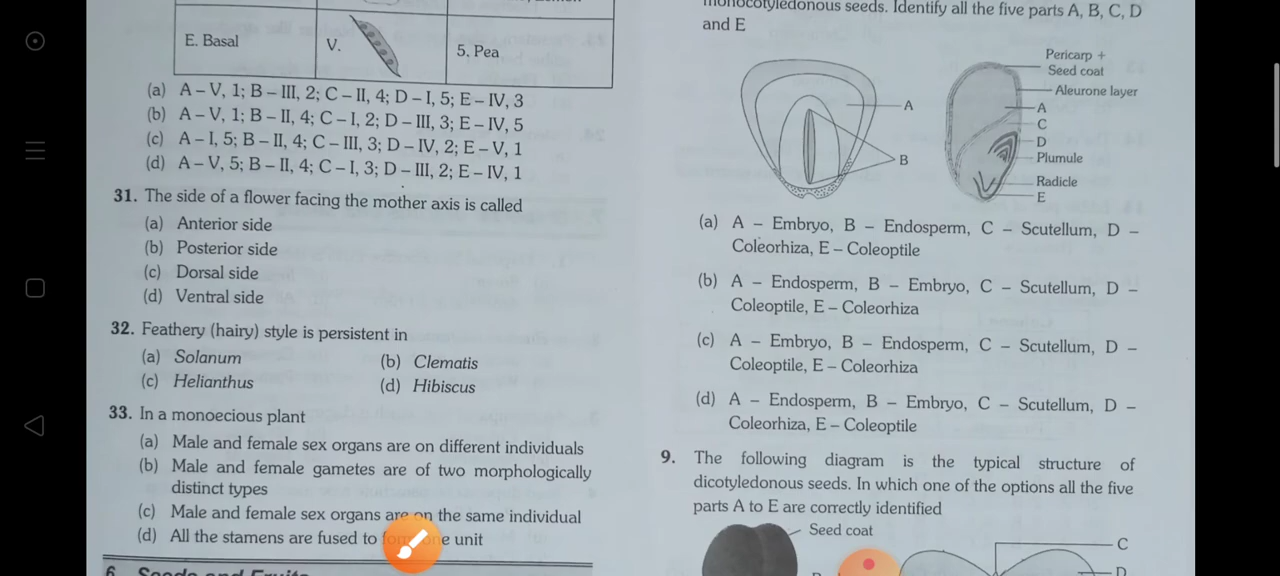 E. Basal
V.
5. Pea
(a) A – V, 1; B – III, 2; C – II, 4; D – I, 5; E – IV, 3
(b) A – V, 1; B – II, 4; C – I, 2; D – III, 3; E – IV, 5
(c) A – I, 5; B – II, 4; C – III, 3; D – IV, 2; E – V, 1
(d) A – V, 5; B – II, 4; C – I, 3; D – III, 2; E – IV, 1
31. The side of a flower facing the mother axis is called
(a) Anterior side
(b) Posterior side
(c) Dorsal side
(d) Ventral side
32. Feathery (hairy) style is persistent in
(a) Solanum
(b) Clematis
(c) Helianthus
(d) Hibiscus
33. In a monoecious plant
(a) Male and female sex organs are on different individuals
(b) Male and female gametes are of two morphologically
distinct types
(c) Male and female sex organs are on the same individual
(d) All the stamens are fused to unit
6. Seeds and Fruits
monocotyledonous seeds. Identify all the five parts A, B, C, D
and E
Pericarp +
Seed coat
Aleurone layer
A
A
C
D
B
Plumule
Radicle
E
(a) A – Embryo, B – Endosperm, C – Scutellum, D –
Coleorhiza, E – Coleoptile
(b) A – Endosperm, B – Embryo, C – Scutellum, D –
Coleoptile, E – Coleorhiza
(c) A – Embryo, B – Endosperm, C – Scutellum, D –
Coleoptile, E – Coleorhiza
(d) A – Endosperm, B – Embryo, C – Scutellum, D –
Coleorhiza, E – Coleoptile
9. The following diagram is the typical structure of
dicotyledonous seeds. In which one of the options all the five
parts A to E are correctly identified
Seed coat
C
D